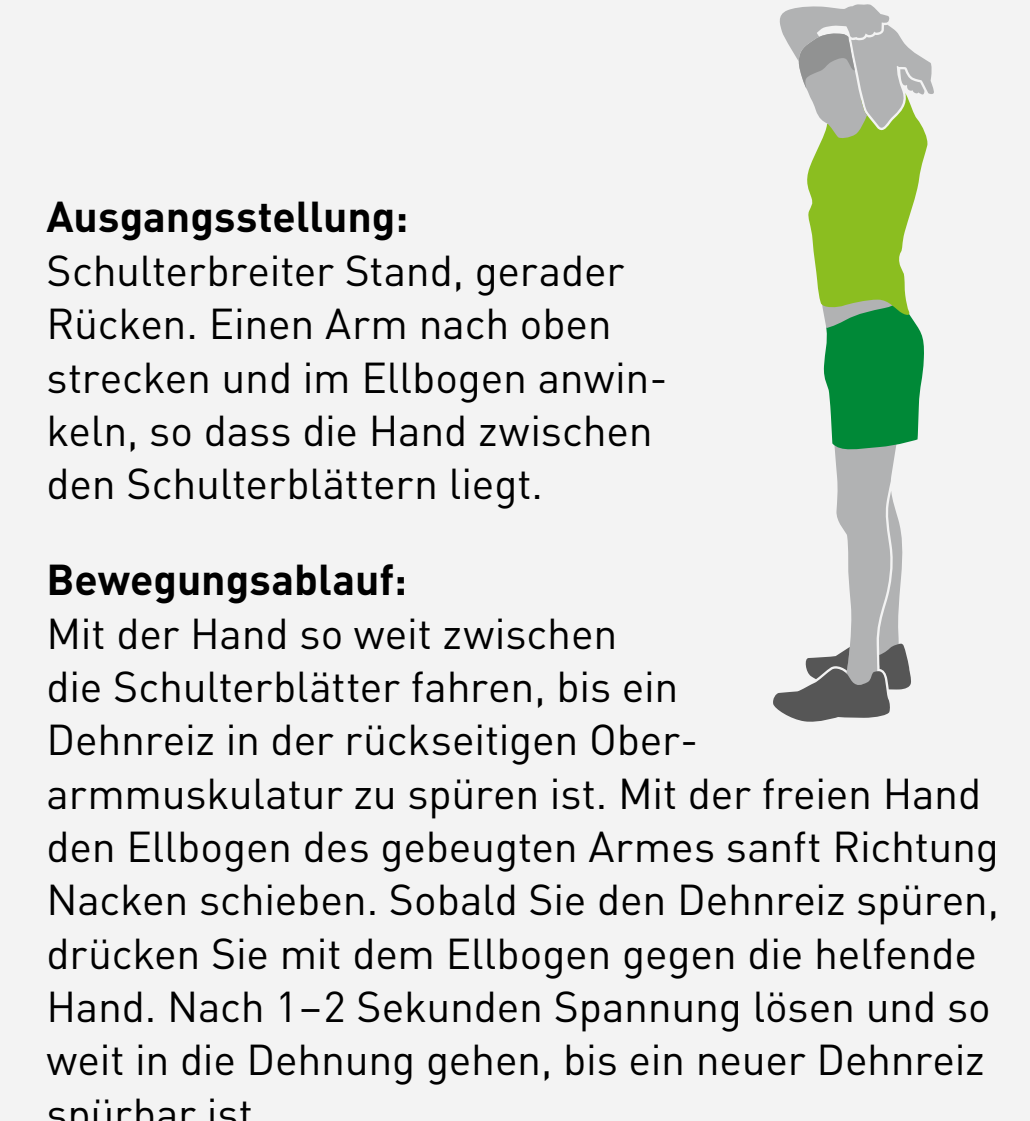 Ausgangsstellung:
Schulterbreiter Stand, gerader
Rücken. Einen Arm nach oben
strecken und im Ellbogen anwin-
keln, so dass die Hand zwischen
den Schulterblättern liegt.
Bewegungsablauf:
Mit der Hand so weit zwischen
die Schulterblätter fahren, bis ein
Dehnreiz in der rückseitigen Ober-
armmuskulatur zu spüren ist. Mit der freien Hand
den Ellbogen des gebeugten Armes sanft Richtung
Nacken schieben. Sobald Sie den Dehnreiz spüren,
drücken Sie mit dem Ellbogen gegen die helfende
Hand. Nach 1–2 Sekunden Spannung lösen und so
weit in die Dehnung gehen, bis ein neuer Dehnreiz
spürbar ist